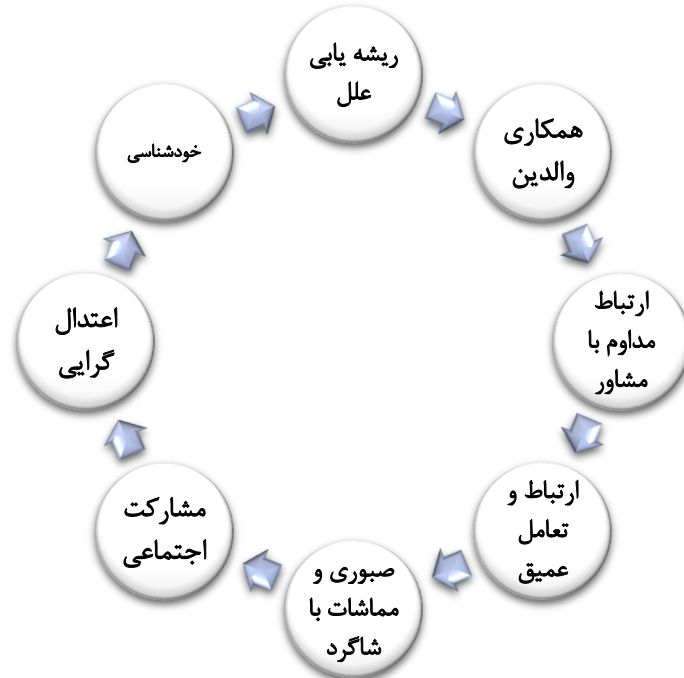 ریشه یابی
علل
همکاری
والدین
ارتباط
مداوم با
مشاور
ارتباط و
تعامل
عمیق
صبوری و
مماشات با
شاگرد
مشارکت
اجتماعی
اعتدال
گرایی
خودشناسی